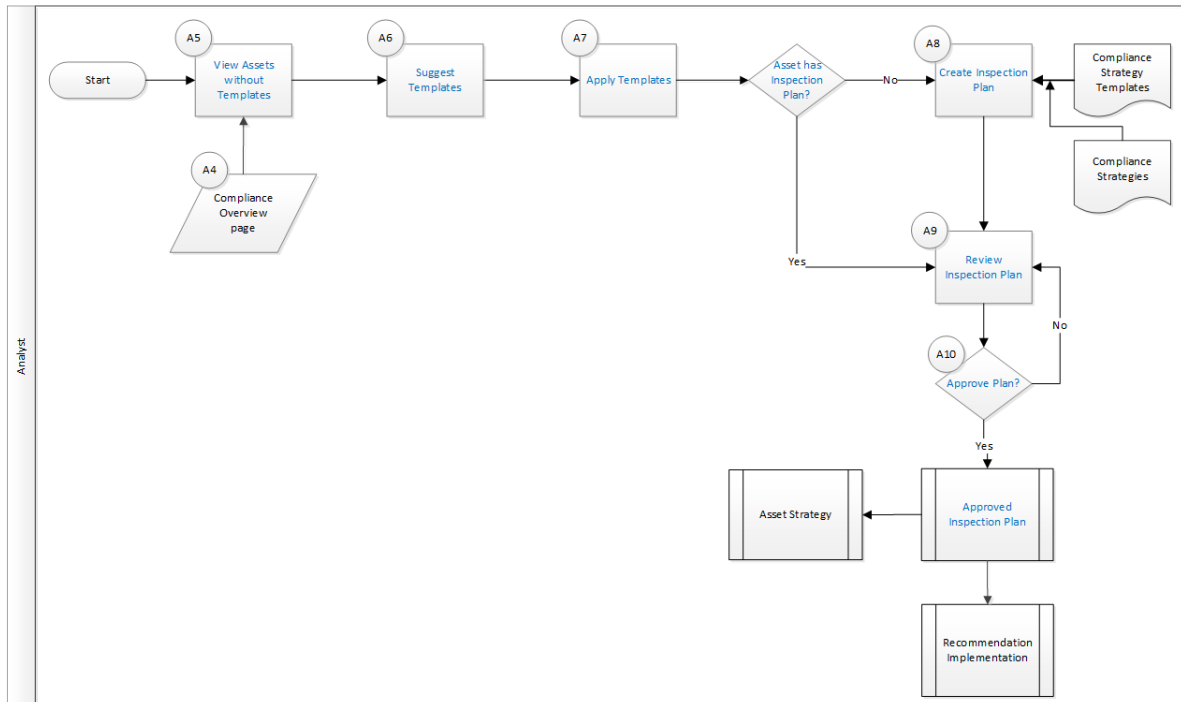 Analyst
Start
A5
View Assets
without
Templates
A4
Compliance
Overview
page
A6
Suggest
Templates
A7
Apply Templates
Asset has
Inspection
Plan?
No
Yes
A8
Create Inspection
Plan
Compliance
Strategy
Templates
Compliance
Strategies
A9
Review
Inspection Plan
A10
Approve Plan?
No
Yes
Approved
Inspection Plan
Asset Strategy
Recommendation
Implementation